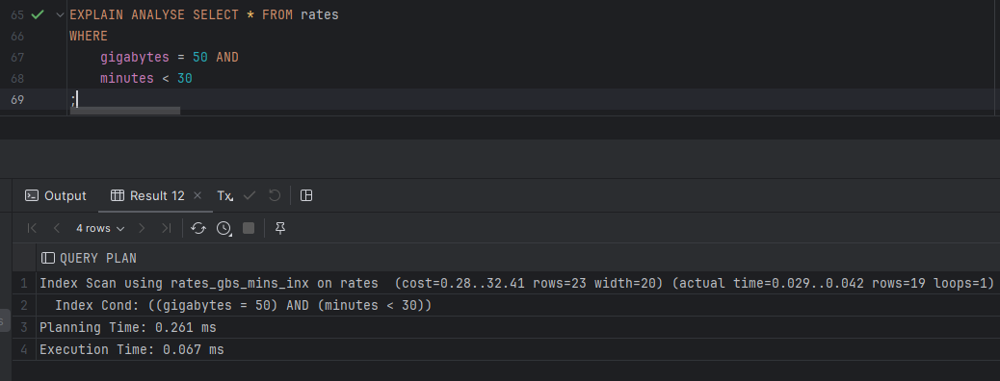 65 EXPLAIN ANALYSE SELECT * FROM rates
66 WHERE
67 gigabytes = 50 AND
68 minutes < 30
69 ;
Output Result 12 × Tx
4 rows
QUERY PLAN
1 Index Scan using rates_gbs_mins_inx on rates (cost=0.28..32.41 rows=23 width=20) (actual time=0.029..0.042 rows=19 loops=1)
2 Index Cond: ((gigabytes = 50) AND (minutes < 30))
s
3 Planning Time: 0.261 ms
4 Execution Time: 0.067 ms